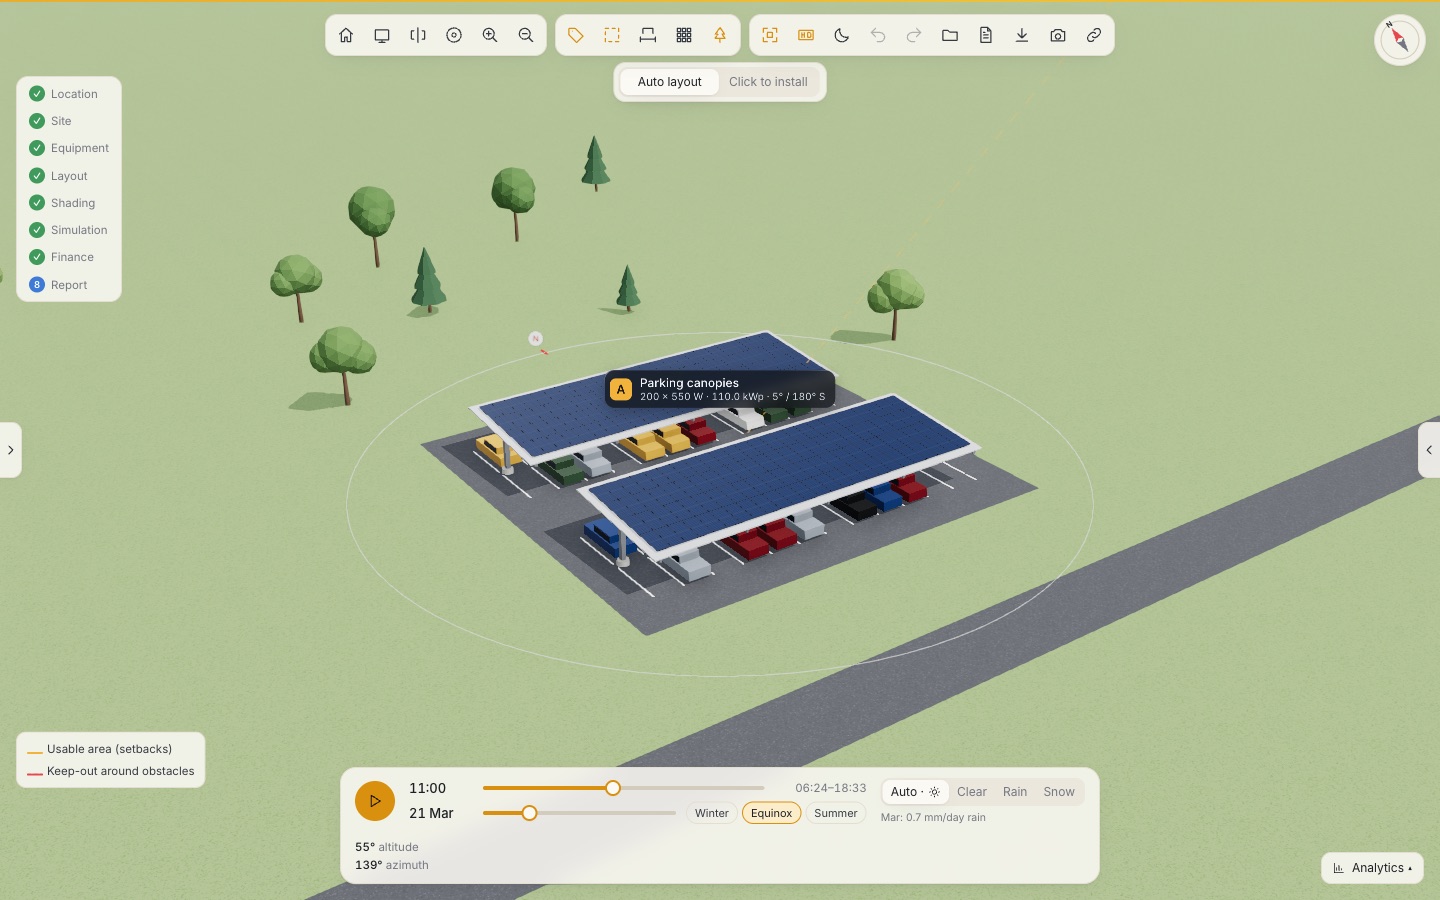 HD
N
Auto layout
Click to install
Location
Site
Equipment
Layout
Shading
Simulation
Finance
8 Report
N
A
Parking canopies
200 × 550 W · 110.0 kWp · 5° / 180° S
Usable area (setbacks)
Keep-out around obstacles
11:00
06:24–18:33
21 Mar
Winter
Equinox
Summer
Auto ·
Clear
Rain
Snow
Mar: 0.7 mm/day rain
55° altitude
139° azimuth
Analytics